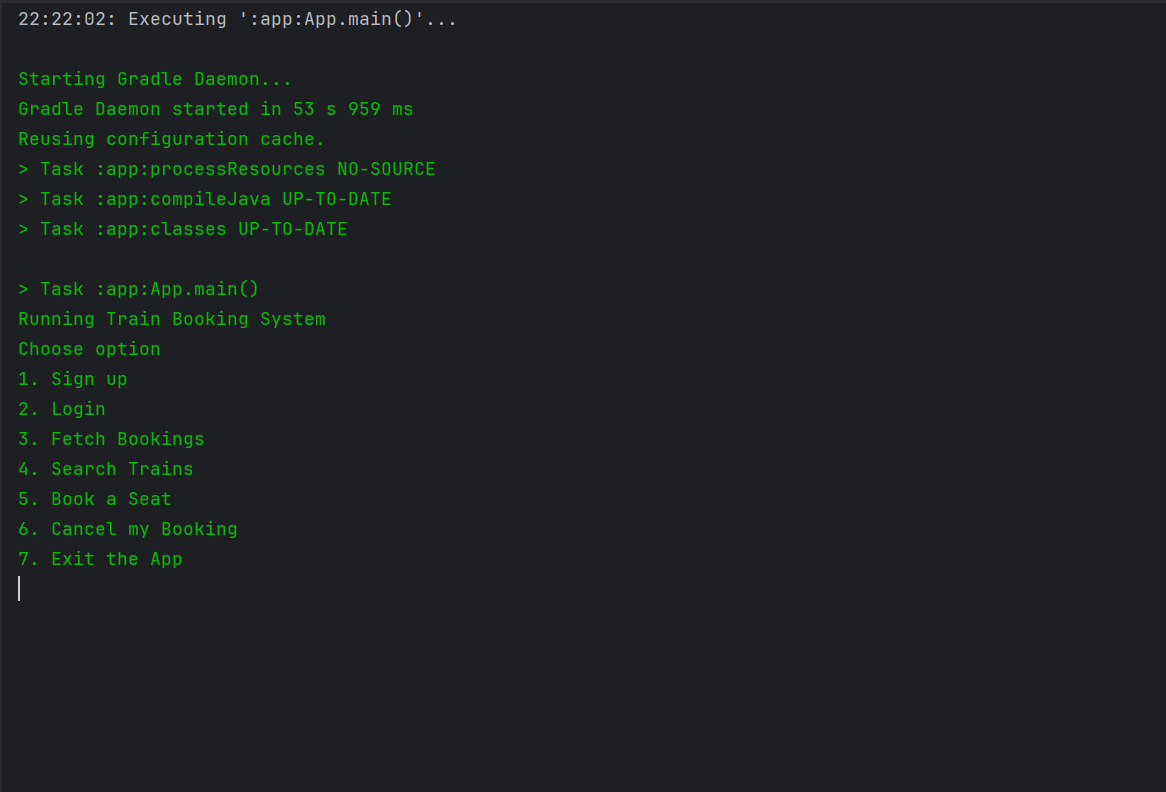 22:22:02: Executing ':app:App.main()'...
Starting Gradle Daemon...
Gradle Daemon started in 53 s 959 ms
Reusing configuration cache.
> Task :app:processResources NO-SOURCE
> Task :app:compileJava UP-TO-DATE
> Task :app:classes UP-TO-DATE
> Task :app:App.main()
Running Train Booking System
Choose option
1. Sign up
2. Login
3. Fetch Bookings
4. Search Trains
5. Book a Seat
6. Cancel my Booking
7. Exit the App